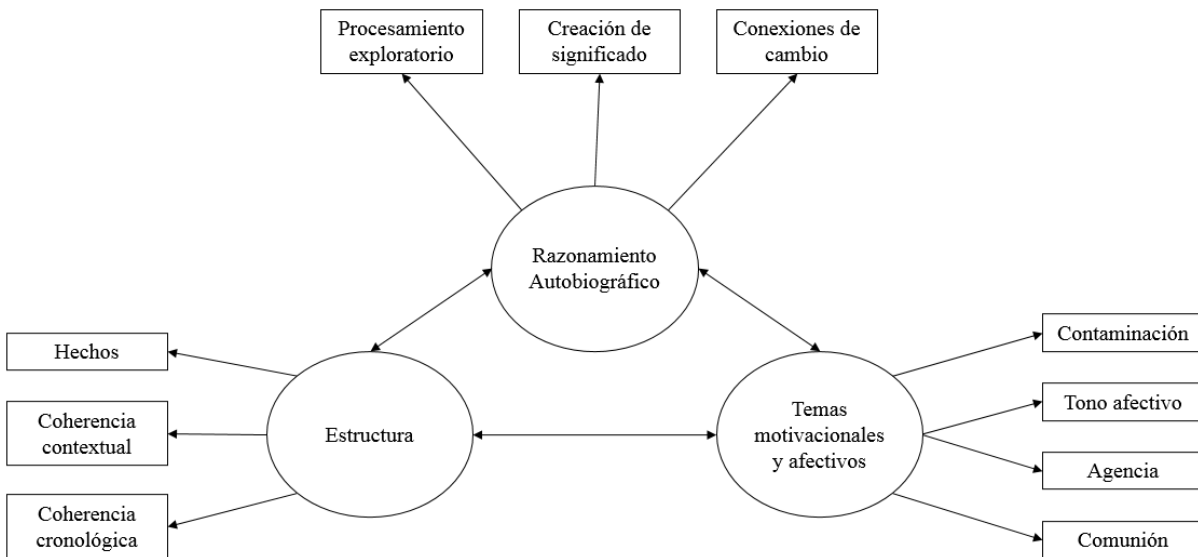 Procesamiento
exploratorio
Creación de
significado
Conexiones de
cambio
Razonamiento
Autobiográfico
Hechos
Coherencia
contextual
Coherencia
cronológica
Estructura
Temas
motivacionales
y afectivos
Contaminación
Tono afectivo
Agencia
Comunión